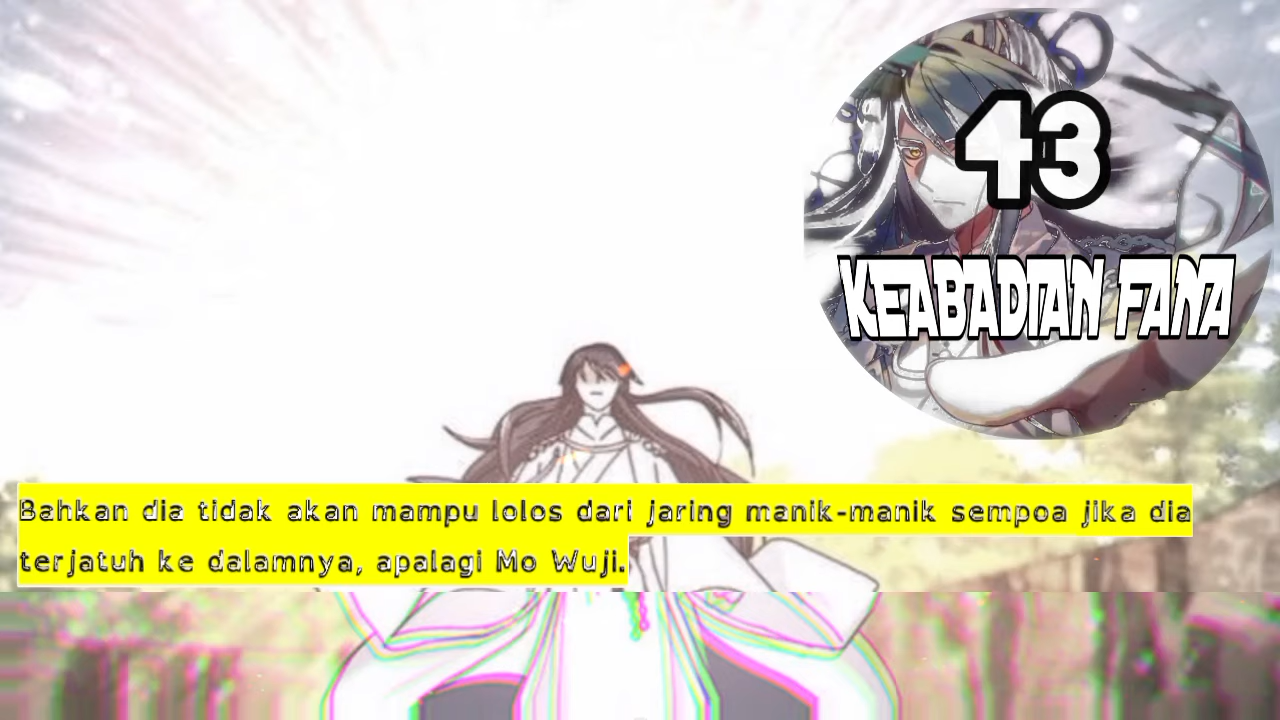 43
KEABADIAN FANA
Bahkan dia tidak akan mampu lolos dari jaring manik-manik sempoa jika dia
terjatuh ke dalamnya, apalagi Mo Wuji.